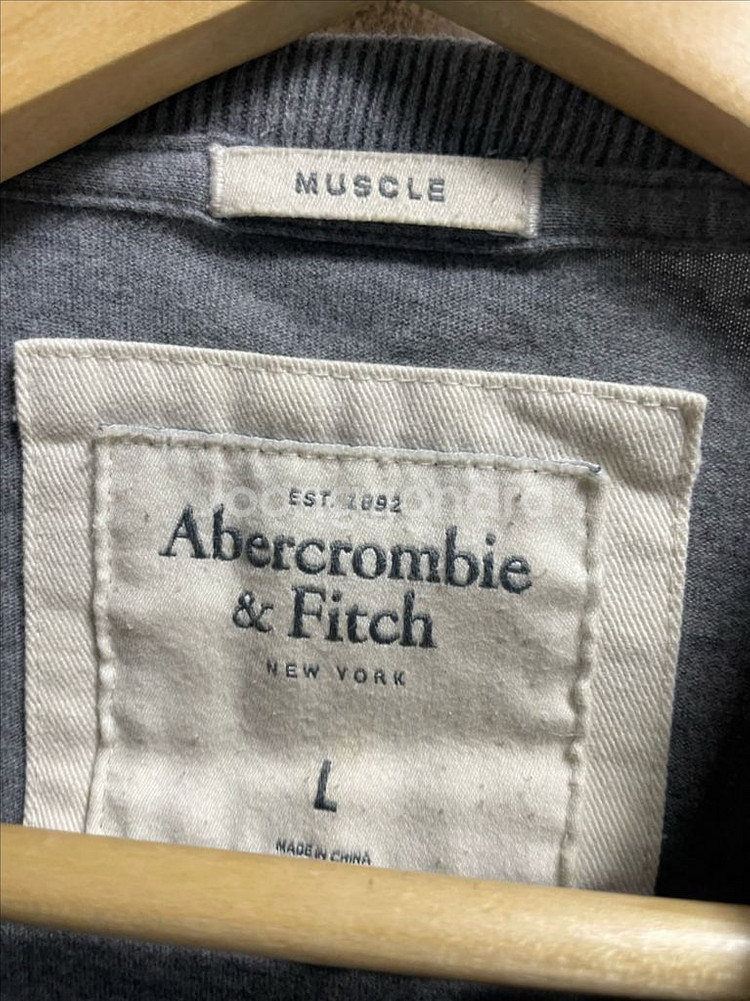 MUSCLE
EST. 1892
Abercrombie
& Fitch
NEW YORK
L
MADE IN CHINA